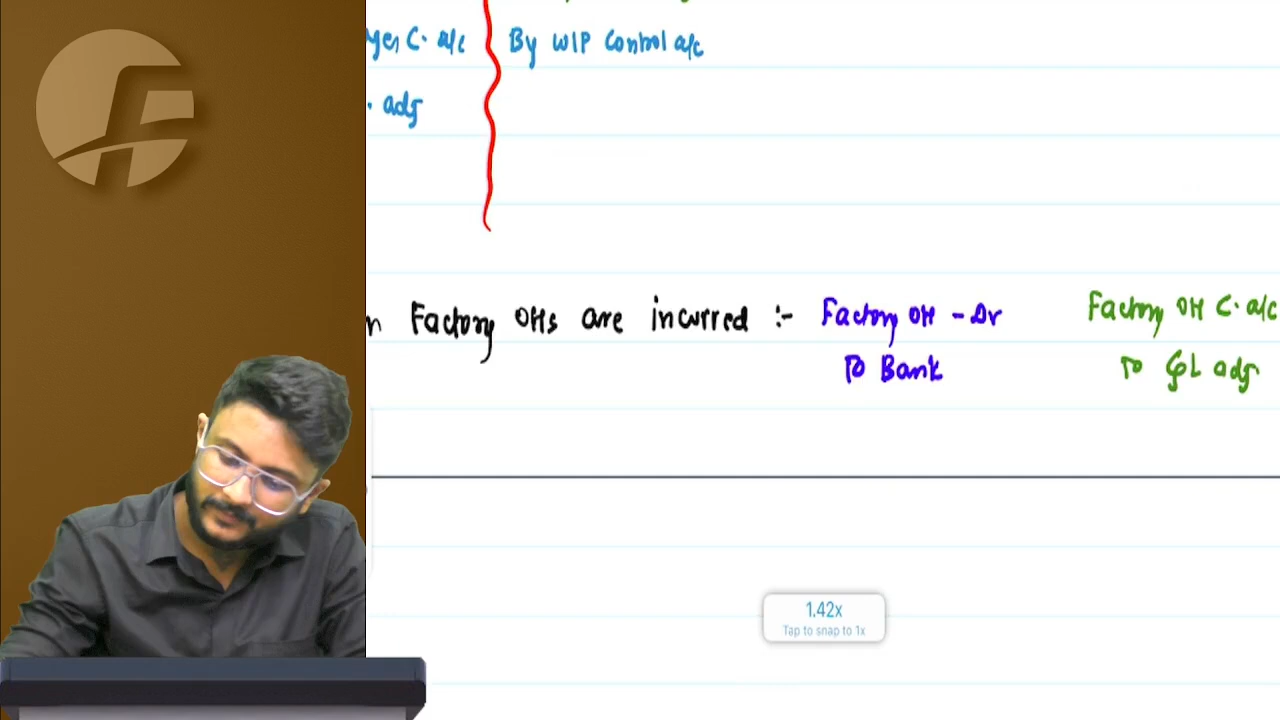 C. a/c
By WIP Control a/c
. adj
n Factory OHs are incurred :- Factory OH - Dr
To Bank
Factory OH C. a/c
To GL adj.
1.42x
Tap to snap to 1x